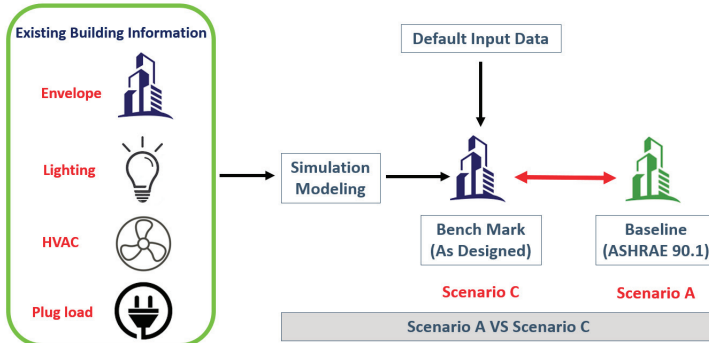 Existing Building Information
Envelope
Lighting
HVAC
Plug load
Default Input Data
Simulation
Modeling
Bench Mark
(As Designed)
Baseline
(ASHRAE 90.1)
Scenario C
Scenario A
Scenario A VS Scenario C